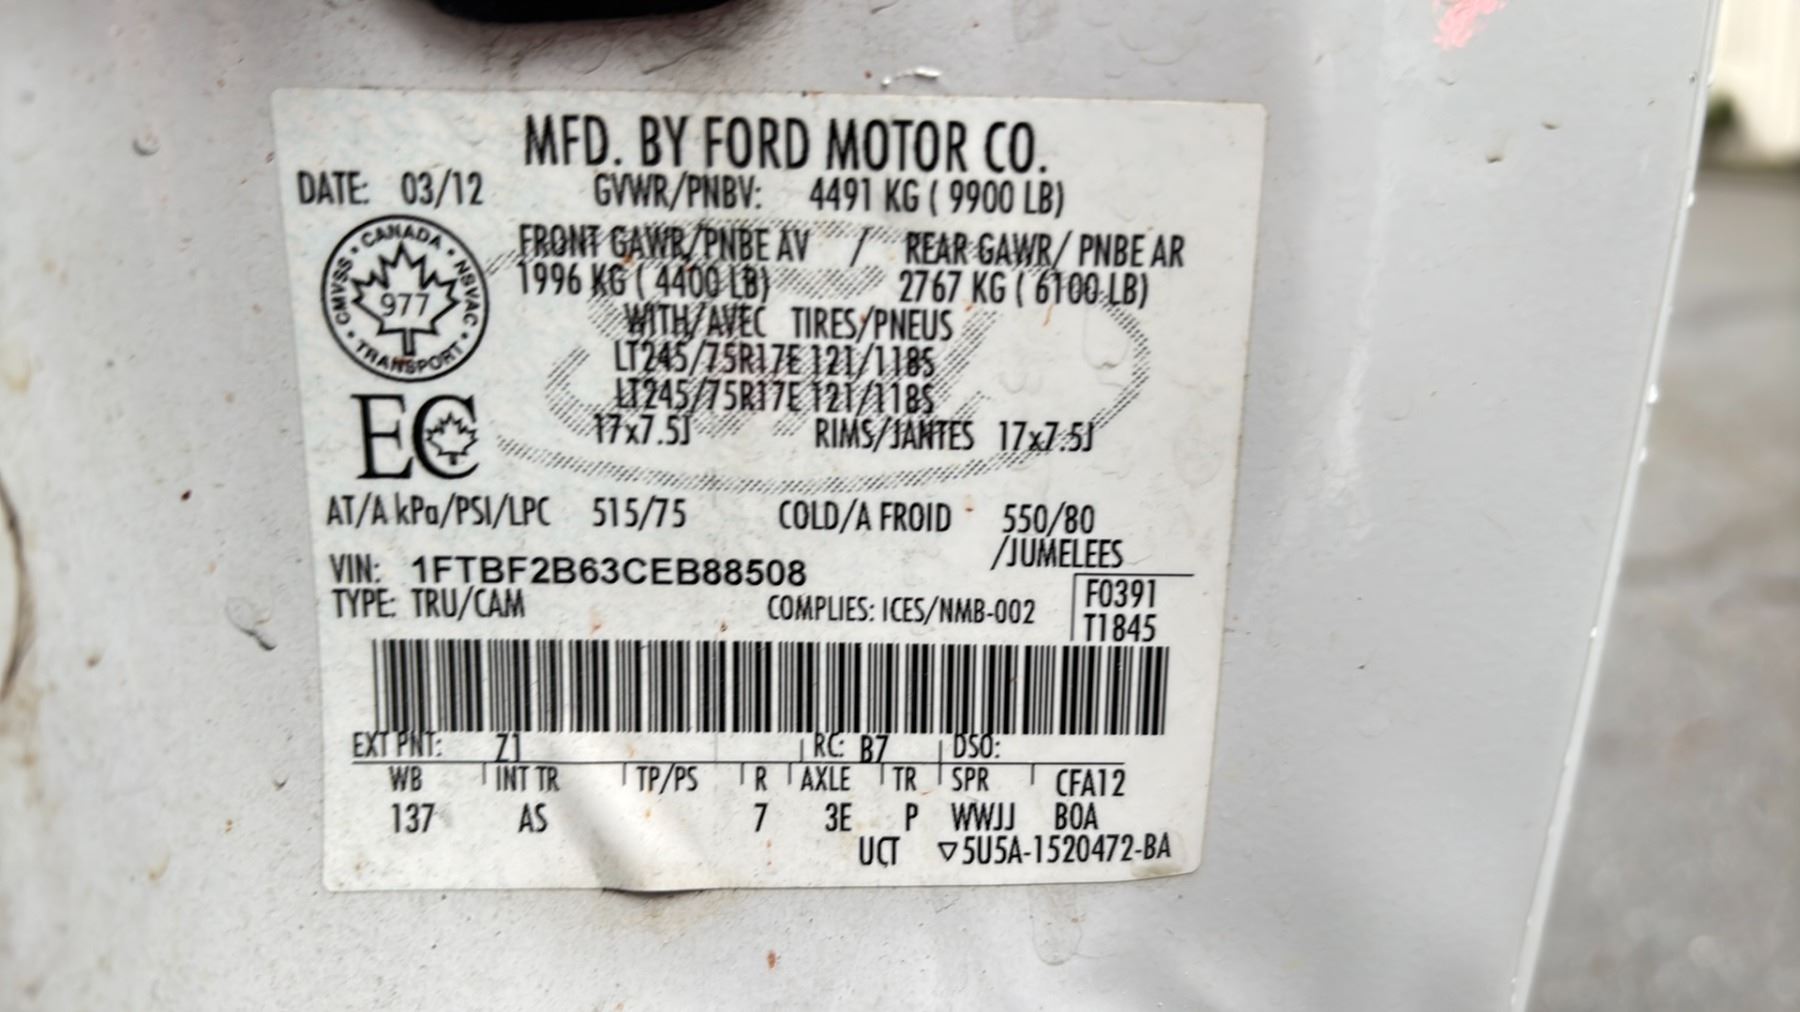 MFD. BY FORD MOTOR CO.
DATE: 03/12 GVWR/PNBV: 4491 KG ( 9900 LB)
FRONT GAWR/PNBE AV / REAR GAWR/ PNBE AR
1996 KG ( 4400 LB) 2767 KG ( 6100 LB)
WITH/AVEC TIRES/PNEUS
LT245/75R17E 121/118S
LT245/75R17E 121/118S
17x7.5J RIMS/JANTES 17x7.5J
CANADA
CMVSS NSVAC
977
TRANSPORT
EC
AT/A kPa/PSI/LPC 515/75 COLD/A FROID 550/80
/JUMELEES
VIN: 1FTBF2B63CEB88508
TYPE: TRU/CAM COMPLIES: ICES/NMB-002
F0391
T1845
EXT PNT: Z1 RC: B7 DSO:
WB INT TR TP/PS R AXLE TR SPR CFA12
137 AS 7 3E P WWJJ BOA
UCT ▽5U5A-1520472-BA